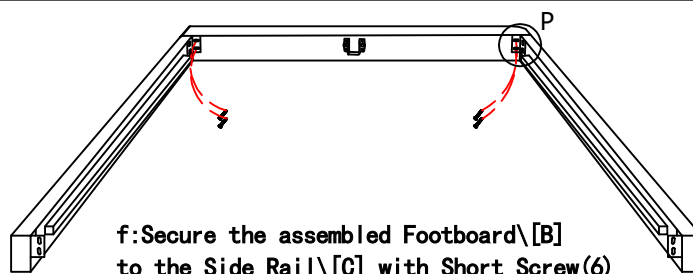 P
f:Secure the assembled Footboard\[B]
to the Side Rail\[C] with Short Screw(6)